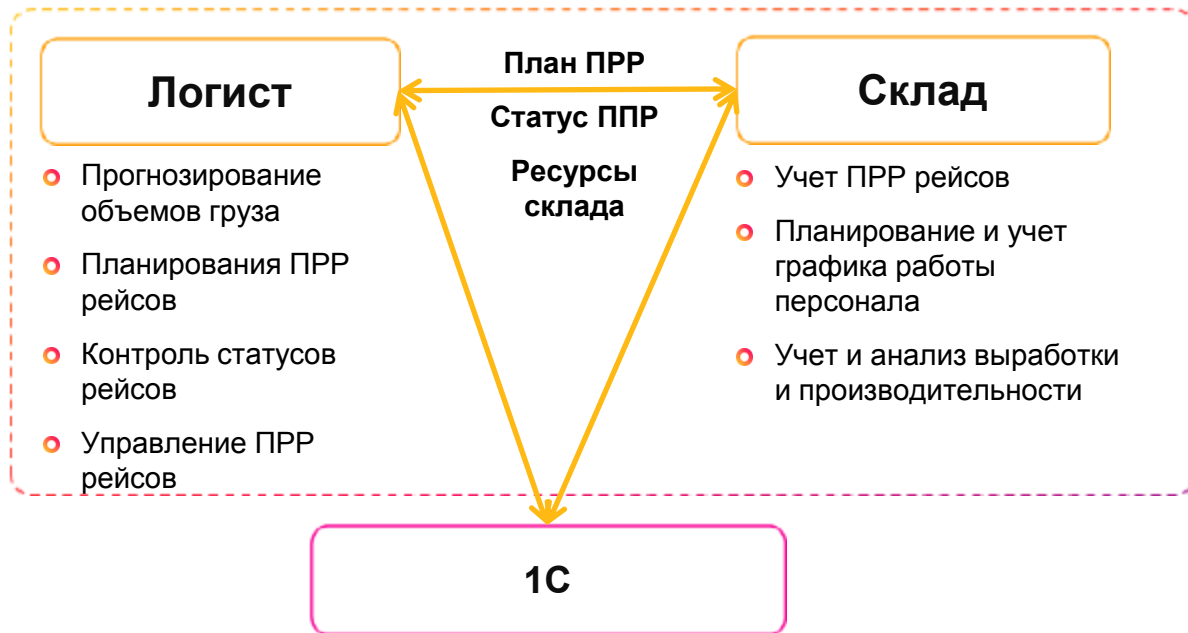 Логист
План ПРР
Статус ППР
Ресурсы
склада
Склад
Прогнозирование
объемов груза
Планирования ПРР
рейсов
Контроль статусов
рейсов
Управление ПРР
рейсов
Учет ПРР рейсов
Планирование и учет
графика работы
персонала
Учет и анализ выработки
и производительности
1С